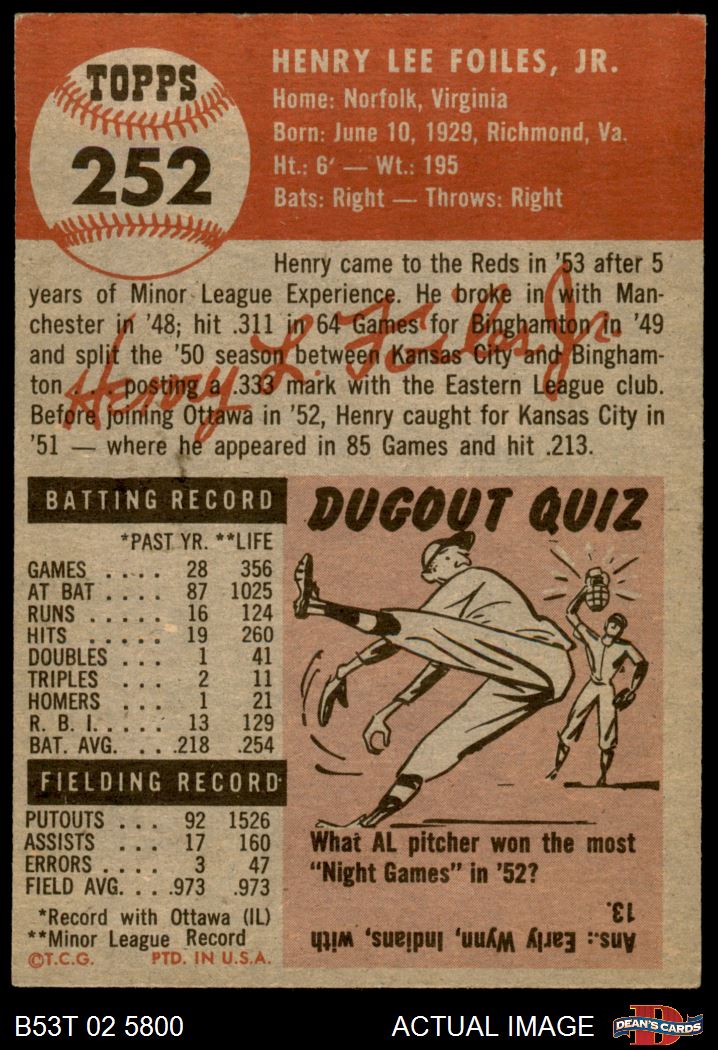 TOPPS
252
HENRY LEE FOILES, JR.
Home: Norfolk, Virginia
Born: June 10, 1929, Richmond, Va.
Ht.: 6' — Wt.: 195
Bats: Right — Throws: Right
Henry came to the Reds in '53 after 5
years of Minor League Experience. He broke in with Man-
chester in '48; hit .311 in 64 Games for Binghamton in '49
and split the '50 season between Kansas City and Bingham-
ton . . . posting a .333 mark with the Eastern League club.
Before joining Ottawa in '52, Henry caught for Kansas City in
'51 — where he appeared in 85 Games and hit .213.
Henry L. Foiles Jr.
BATTING RECORD
*PAST YR. **LIFE
GAMES . . . . 28 356
AT BAT . . . . 87 1025
RUNS . . . . 16 124
HITS . . . . . 19 260
DOUBLES . . . 1 41
TRIPLES . . . 2 11
HOMERS . . . 1 21
R. B. I. . . . . 13 129
BAT. AVG. . . .218 .254
FIELDING RECORD
PUTOUTS . . . 92 1526
ASSISTS . . . 17 160
ERRORS . . . . 3 47
FIELD AVG. . . .973 .973
*Record with Ottawa (IL)
**Minor League Record
©T.C.G. PTD. IN U.S.A.
DUGOUT QUIZ
What AL pitcher won the most
"Night Games" in '52?
Ans.: Early Wynn, Indians, with
13.
B53T 02 5800
ACTUAL IMAGE
DEAN'S CARDS